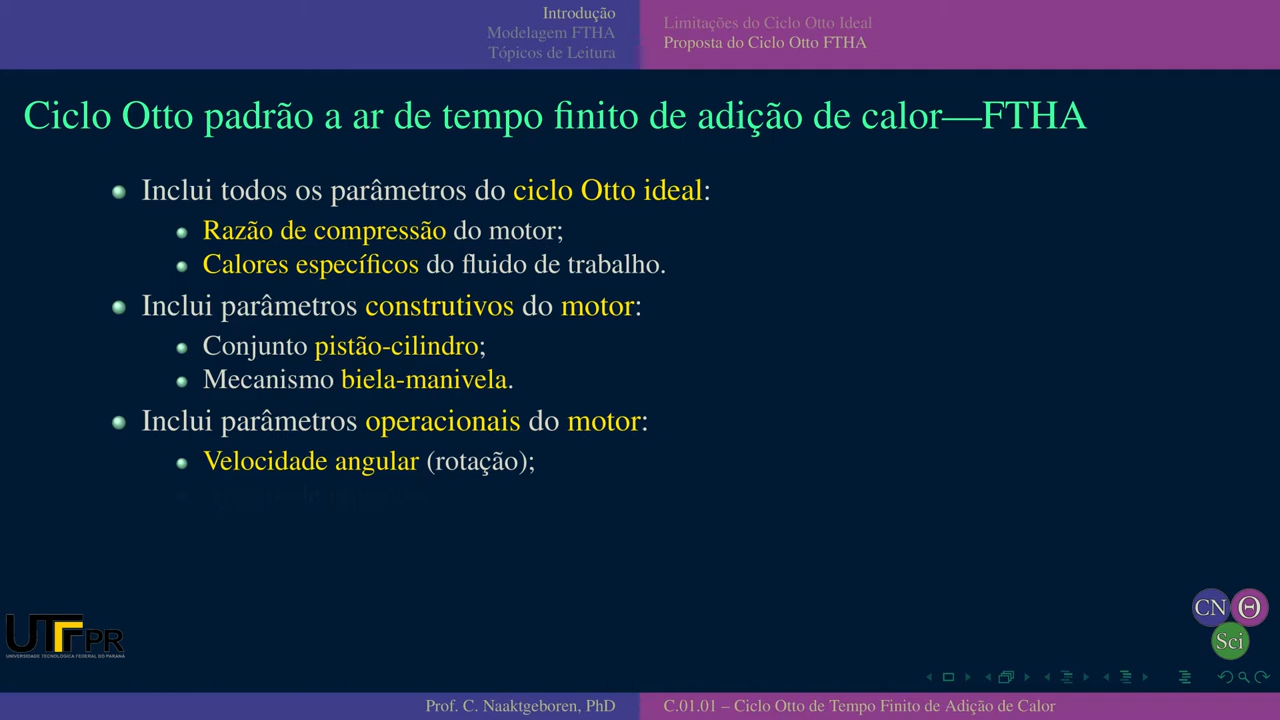 Introdução
Modelagem FTHA
Tópicos de Leitura
Limitações do Ciclo Otto Ideal
Proposta do Ciclo Otto FTHA
Ciclo Otto padrão a ar de tempo finito de adição de calor—FTHA
Inclui todos os parâmetros do ciclo Otto ideal:
Razão de compressão do motor;
Calores específicos do fluido de trabalho.
Inclui parâmetros construtivos do motor:
Conjunto pistão-cilindro;
Mecanismo biela-manivela.
Inclui parâmetros operacionais do motor:
Velocidade angular (rotação);
CN Θ
Sci
UTFPR
UNIVERSIDADE TECNOLÓGICA FEDERAL DO PARANÁ
Prof. C. Naaktgeboren, PhD
C.01.01 – Ciclo Otto de Tempo Finito de Adição de Calor